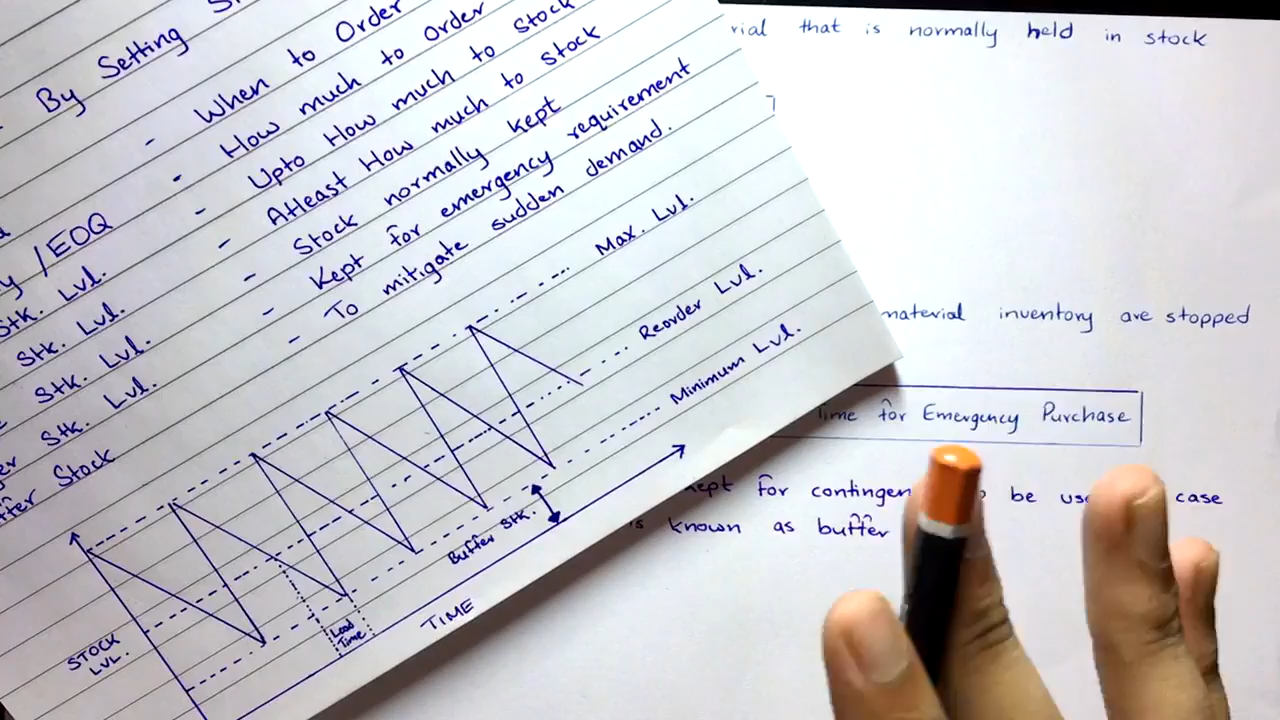 By Setting
- When to Order
- How much to order
/EOQ - Upto How much to stock
Stk. Lvl. - Atleast How much to stock
Stk. Lvl. - Stock normally kept
Stk. Lvl. - Kept for emergency requirement
Stk. Lvl. - To mitigate sudden demand.
Stock
Max. Lvl.
Reorder Lvl.
Minimum Lvl.
Buffer Stk.
Lead
Time
TIME
STOCK
LVL.
that is normally held in stock
material inventory are stopped
Time for Emergency Purchase
kept for contingen be case
known as buffer